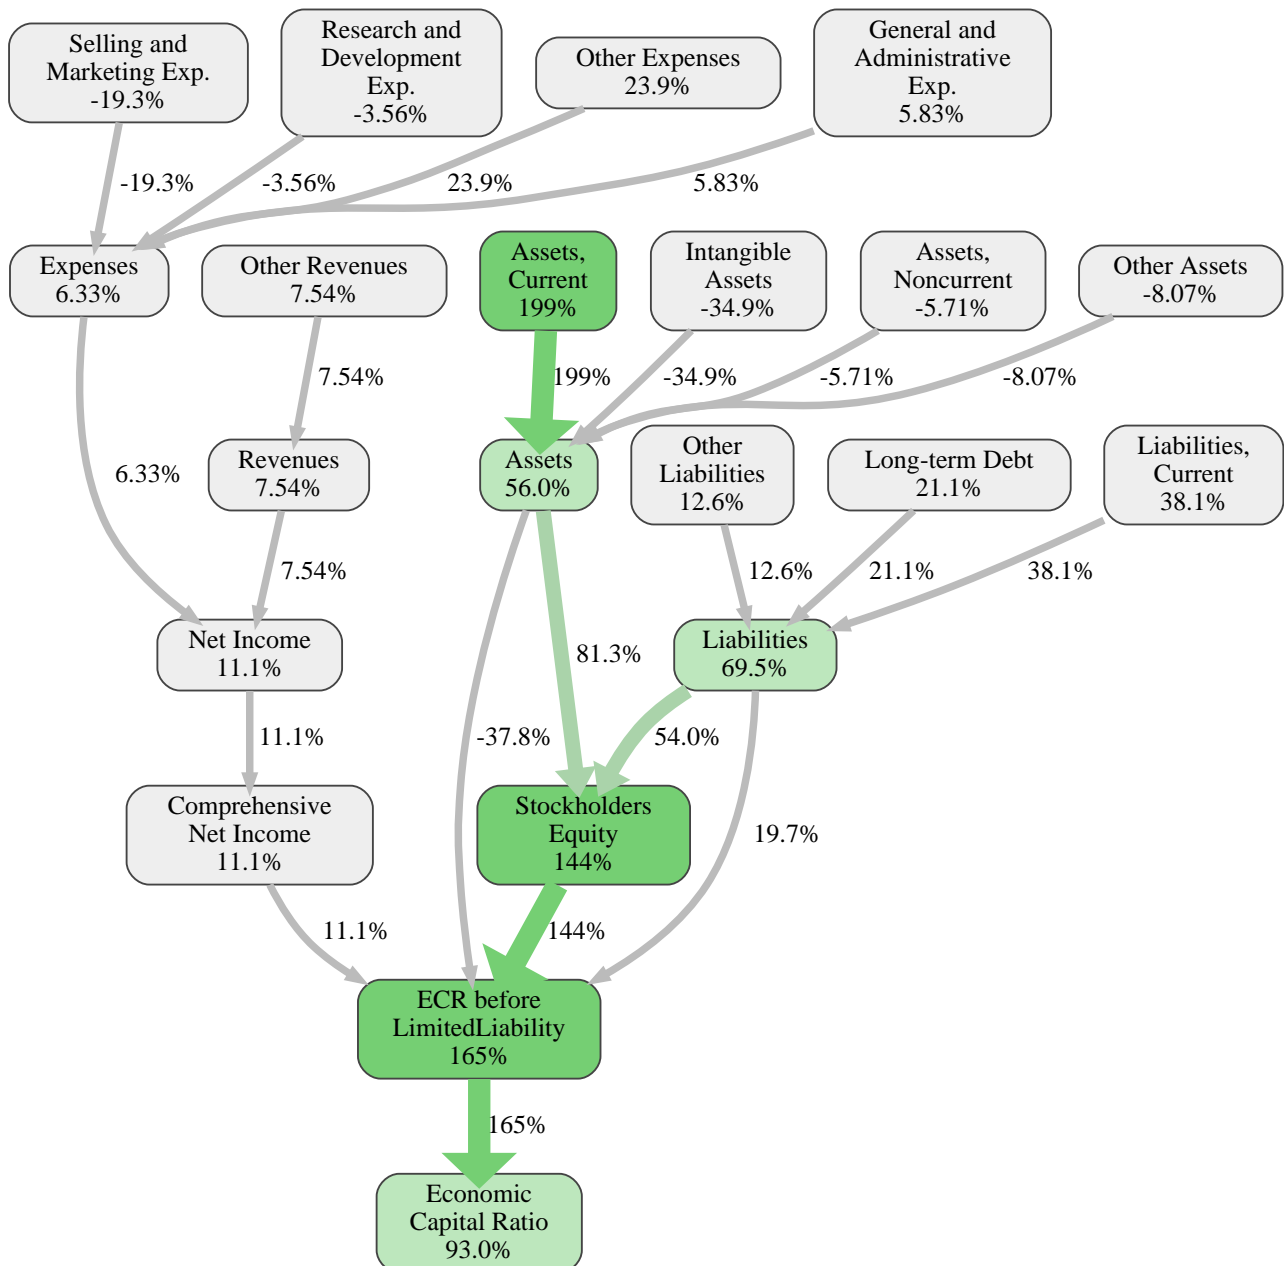 Selling and
Marketing Exp.
-19.3%
Research and
Development
Exp.
-3.56%
Other Expenses
23.9%
General and
Administrative
Exp.
5.83%
-19.3%
-3.56%
23.9%
5.83%
Expenses
6.33%
Other Revenues
7.54%
Assets,
Current
199%
Intangible
Assets
-34.9%
Assets,
Noncurrent
-5.71%
Other Assets
-8.07%
7.54%
199%
-34.9%
-5.71%
-8.07%
6.33%
Revenues
7.54%
Assets
56.0%
Other
Liabilities
12.6%
Long-term Debt
21.1%
Liabilities,
Current
38.1%
7.54%
12.6%
21.1%
38.1%
Net Income
11.1%
81.3%
Liabilities
69.5%
11.1%
-37.8%
54.0%
Comprehensive
Net Income
11.1%
Stockholders
Equity
144%
19.7%
11.1%
144%
ECR before
LimitedLiability
165%
165%
Economic
Capital Ratio
93.0%